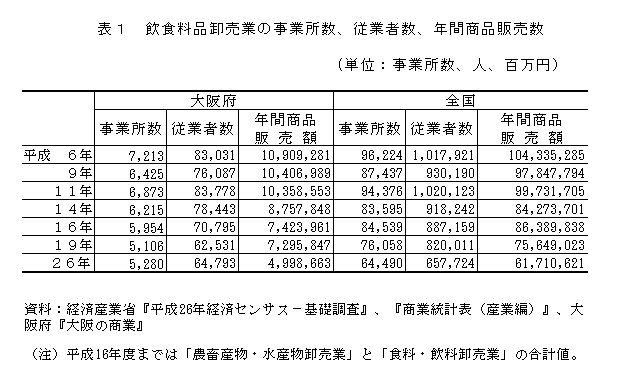 表１　飲食料品卸売業の事業所数、従業者数、年間商品販売数
（単位：事業所数、人、百万円）
大阪府 全国
事業所数 従業者数 年間商品販売額 事業所数 従業者数 年間商品販売額
平成　６年 7,213 83,031 10,909,281 96,224 1,017,921 104,335,285
９年 6,425 76,087 10,406,989 87,437 930,190 97,847,794
１１年 6,873 83,778 10,358,553 94,376 1,020,123 99,731,705
１４年 6,215 78,443 8,757,848 83,595 918,242 84,273,701
１６年 5,954 70,795 7,423,961 84,539 887,159 86,389,838
１９年 5,106 62,531 7,295,847 76,058 820,011 75,649,023
２６年 5,280 64,793 4,998,663 64,490 657,724 61,710,621
資料：経済産業省『平成26年経済センサス－基礎調査』、『商業統計表（産業編）』、大
阪府『大阪の商業』
（注）平成16年度までは「農畜産物・水産物卸売業」と「食料・飲料卸売業」の合計値。